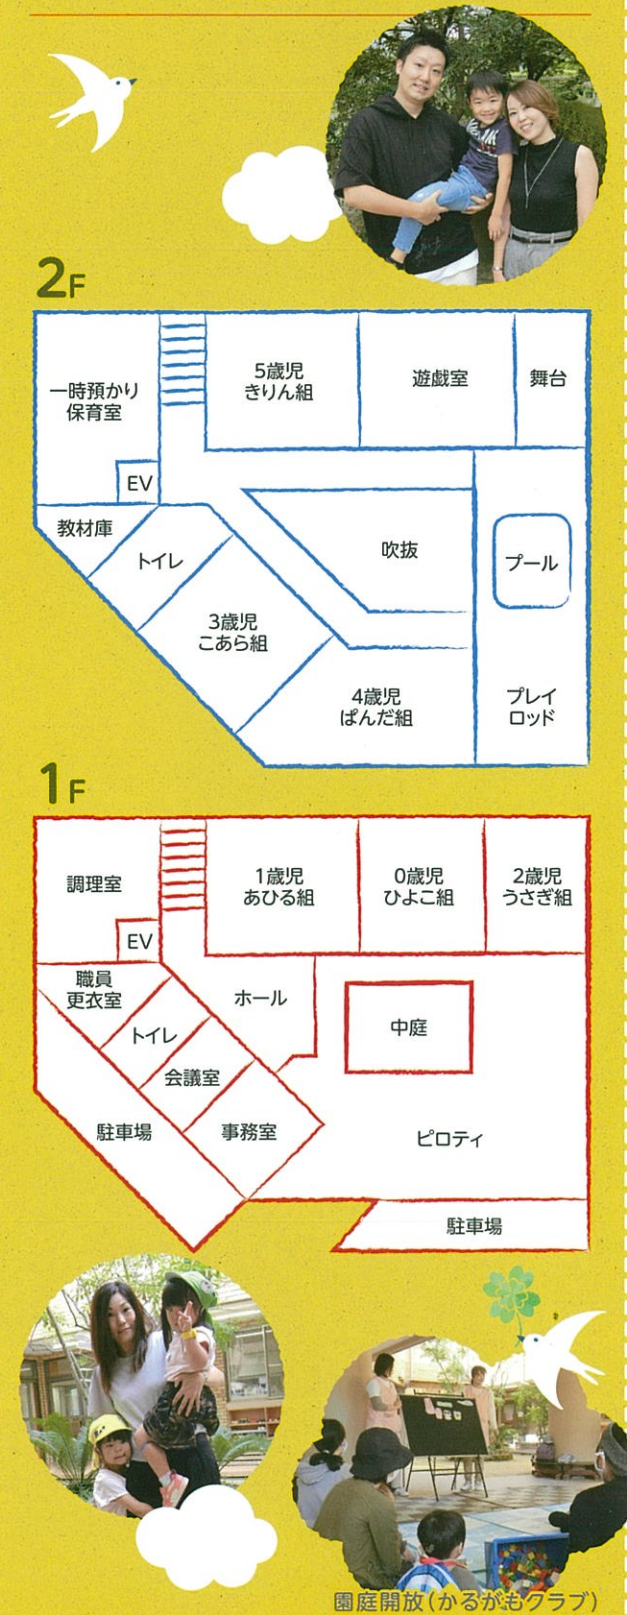 2F
一時預かり
保育室
5歳児
きりん組
遊戯室
舞台
EV
教材庫
トイレ
吹抜
プール
3歳児
こあら組
4歳児
ぱんだ組
プレイ
ロッド
1F
調理室
1歳児
あひる組
0歳児
ひよこ組
2歳児
うさぎ組
EV
職員
更衣室
ホール
トイレ
中庭
会議室
駐車場
事務室
ピロティ
駐車場
園庭開放(かるがもクラブ)